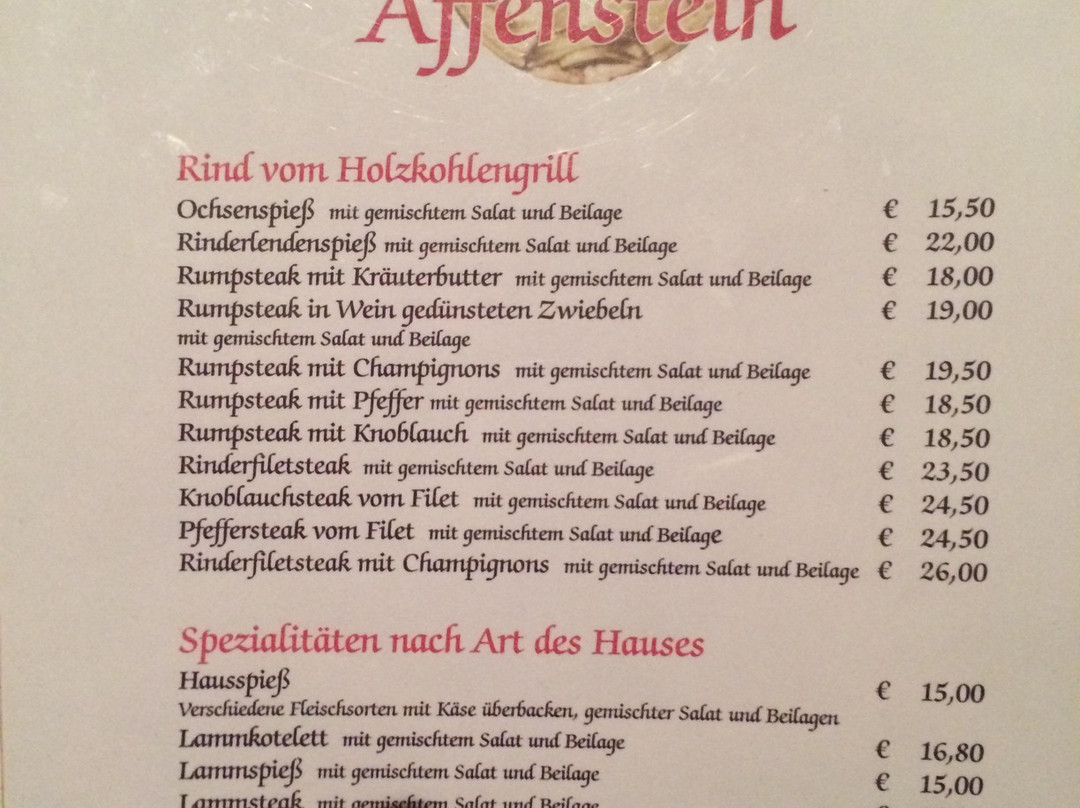 Affenstein
Rind vom Holzkohlengrill
Ochsenspieß mit gemischtem Salat und Beilage € 15,50
Rinderlendenspieß mit gemischtem Salat und Beilage € 22,00
Rumpsteak mit Kräuterbutter mit gemischtem Salat und Beilage € 18,00
Rumpsteak in Wein gedünsteten Zwiebeln € 19,00
mit gemischtem Salat und Beilage
Rumpsteak mit Champignons mit gemischtem Salat und Beilage € 19,50
Rumpsteak mit Pfeffer mit gemischtem Salat und Beilage € 18,50
Rumpsteak mit Knoblauch mit gemischtem Salat und Beilage € 18,50
Rinderfiletsteak mit gemischtem Salat und Beilage € 23,50
Knoblauchsteak vom Filet mit gemischtem Salat und Beilage € 24,50
Pfeffersteak vom Filet mit gemischtem Salat und Beilage € 24,50
Rinderfiletsteak mit Champignons mit gemischtem Salat und Beilage € 26,00
Spezialitäten nach Art des Hauses
Hausspieß € 15,00
Verschiedene Fleischsorten mit Käse überbacken, gemischter Salat und Beilagen
Lammkotelett mit gemischtem Salat und Beilage € 16,80
Lammspieß mit gemischtem Salat und Beilage € 15,00
Lammsteak mit gemischtem Salat und Beilage